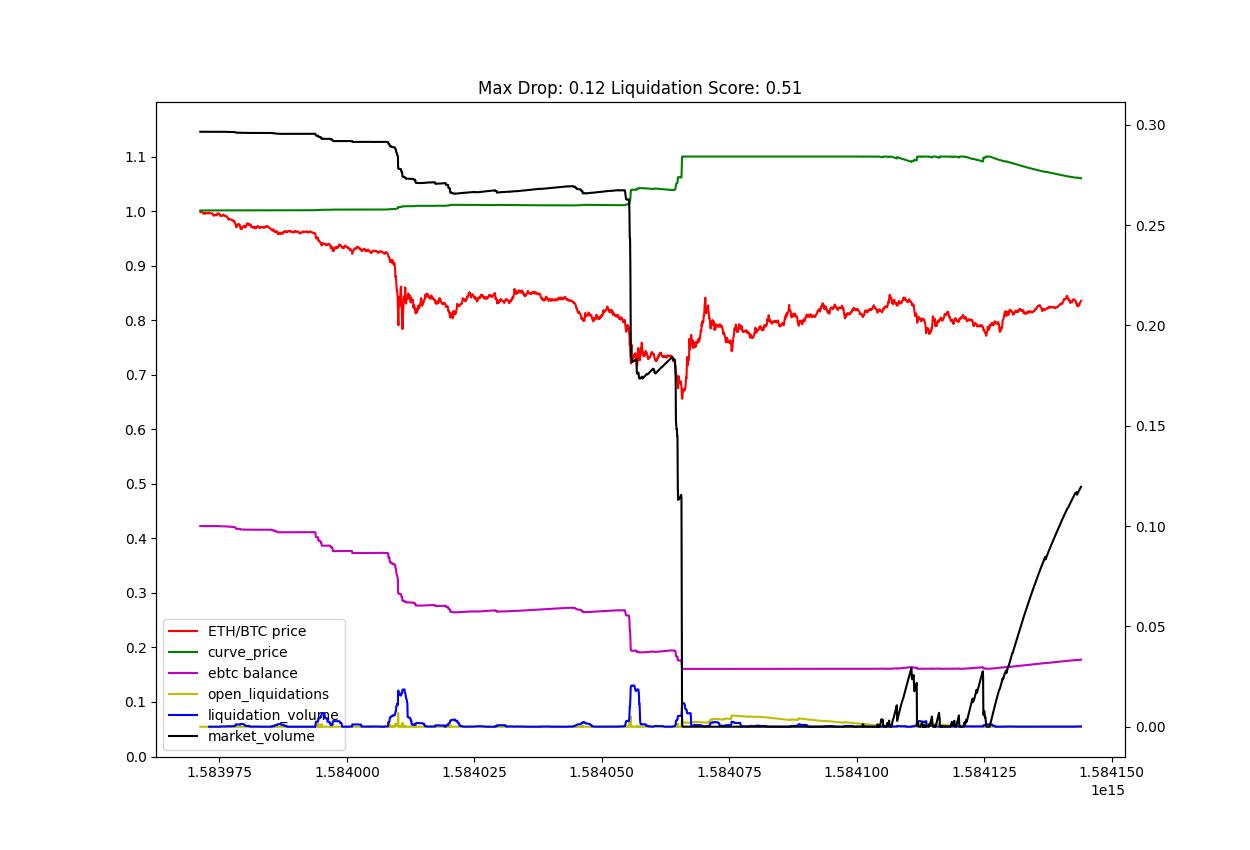 Max Drop: 0.12 Liquidation Score: 0.51
1.1
1.0
0.9
0.8
0.7
0.6
0.5
0.4
0.3
0.2
0.1
0.0
0.30
0.25
0.20
0.15
0.10
0.05
0.00
ETH/BTC price
curve_price
ebtc balance
open_liquidations
liquidation_volume
market_volume
1.583975 1.584000 1.584025 1.584050 1.584075 1.584100 1.584125 1.584150
1e15